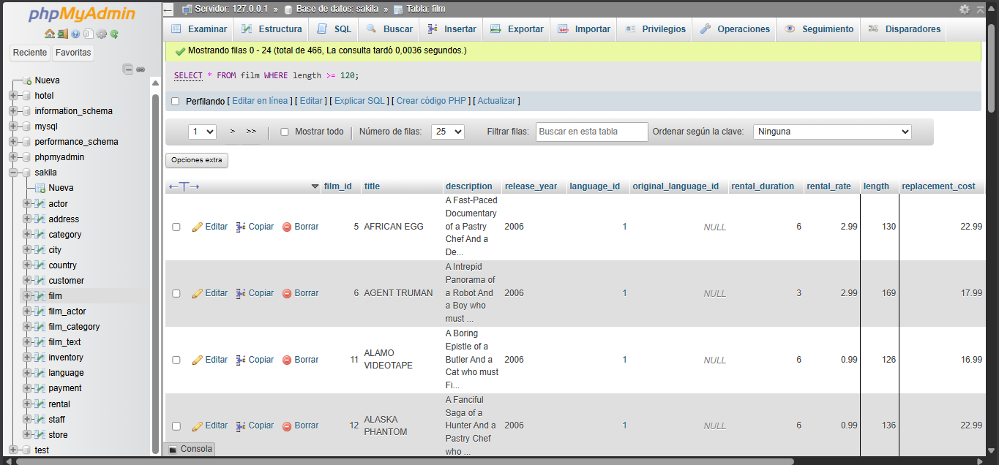 phpMyAdmin
Reciente Favoritas
Nueva
hotel
information_schema
mysql
performance_schema
phpmyadmin
sakila
Nueva
actor
address
category
city
country
customer
film
film_actor
film_category
film_text
inventory
language
payment
rental
staff
store
test
Servidor: 127.0.0.1 » Base de datos: sakila » Tabla: film
Examinar Estructura SQL Buscar Insertar Exportar Importar Privilegios Operaciones Seguimiento Disparadores
Mostrando filas 0 - 24 (total de 466, La consulta tardó 0,0036 segundos.)
SELECT * FROM film WHERE length >= 120;
Perfilando [ Editar en línea ] [ Editar ] [ Explicar SQL ] [ Crear código PHP ] [ Actualizar ]
1 > >> | Mostrar todo | Número de filas: 25 Filtrar filas: Buscar en esta tabla Ordenar según la clave: Ninguna
Opciones extra
←T→ film_id title description release_year language_id original_language_id rental_duration rental_rate length replacement_cost
Editar Copiar Borrar 5 AFRICAN EGG
A Fast-Paced
Documentary
of a Pastry
Chef And a
De...
2006 1 NULL 6 2.99 130 22.99
Editar Copiar Borrar 6 AGENT TRUMAN
A Intrepid
Panorama of
a Robot And
a Boy who
must ...
2006 1 NULL 3 2.99 169 17.99
Editar Copiar Borrar 11 ALAMO
VIDEOTAPE
A Boring
Epistle of a
Butler And a
Cat who must
Fi...
2006 1 NULL 6 0.99 126 16.99
Editar Copiar Borrar 12 ALASKA
PHANTOM
A Fanciful
Saga of a
Hunter And a
Pastry Chef
who ...
2006 1 NULL 6 0.99 136 22.99
Consola